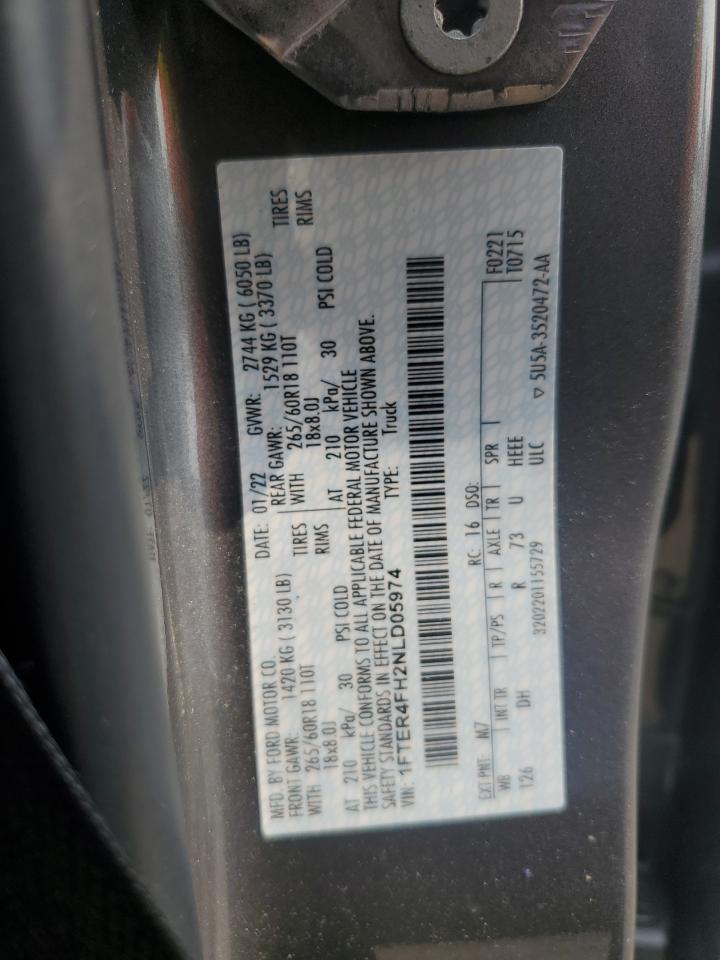 MFD. BY FORD MOTOR CO.
DATE: 01/22 GVWR: 2744 KG ( 6050 LB)
FRONT GAWR: 1420 KG ( 3130 LB) REAR GAWR: 1529 KG ( 3370 LB)
WITH 265/60R18 110T TIRES WITH 265/60R18 110T TIRES
18x8.0J RIMS 18x8.0J RIMS
AT 210 kPa/ 30 PSI COLD AT 210 kPa/ 30 PSI COLD
THIS VEHICLE CONFORMS TO ALL APPLICABLE FEDERAL MOTOR VEHICLE
SAFETY STANDARDS IN EFFECT ON THE DATE OF MANUFACTURE SHOWN ABOVE.
VIN: 1FTER4FH2NLD05974 TYPE: Truck
EXT PNT: M7 RC: 16 DSO: F0221
WB INT TR TP/PS R AXLE TR SPR T0715
126 DH R 73 U HEEE
3202201155729 ULC ▽ 5U5A-3520472-AA